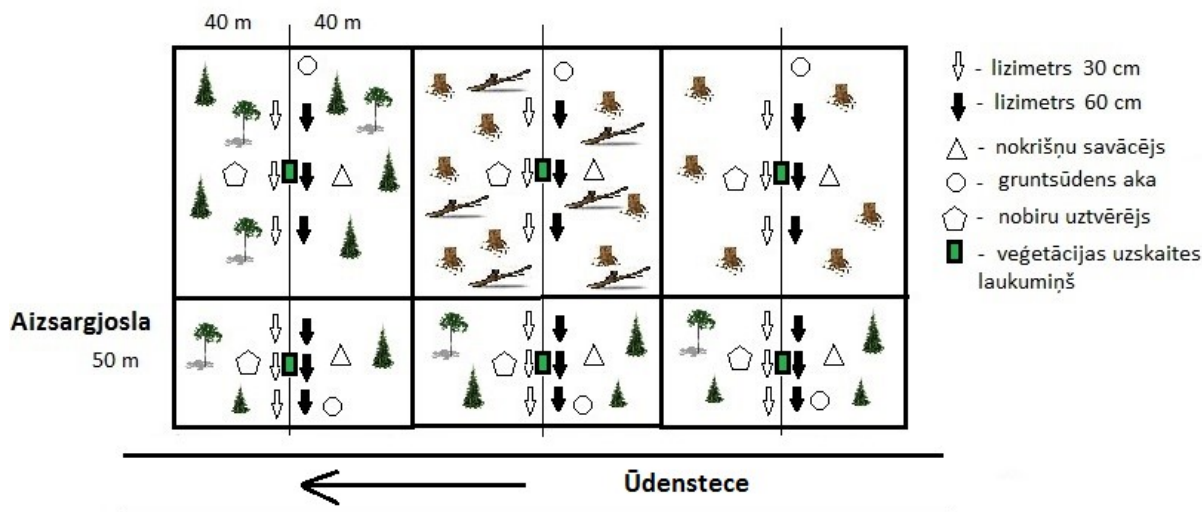 40 m 40 m
- lizimetrs 30 cm
- lizimetrs 60 cm
- nokrišņu savācējs
- gruntsūdens aka
- nobiru uztvērējs
- veģetācijas uzskaites
laukumiņš
Aizsargjosla
50 m
Ūdenstece